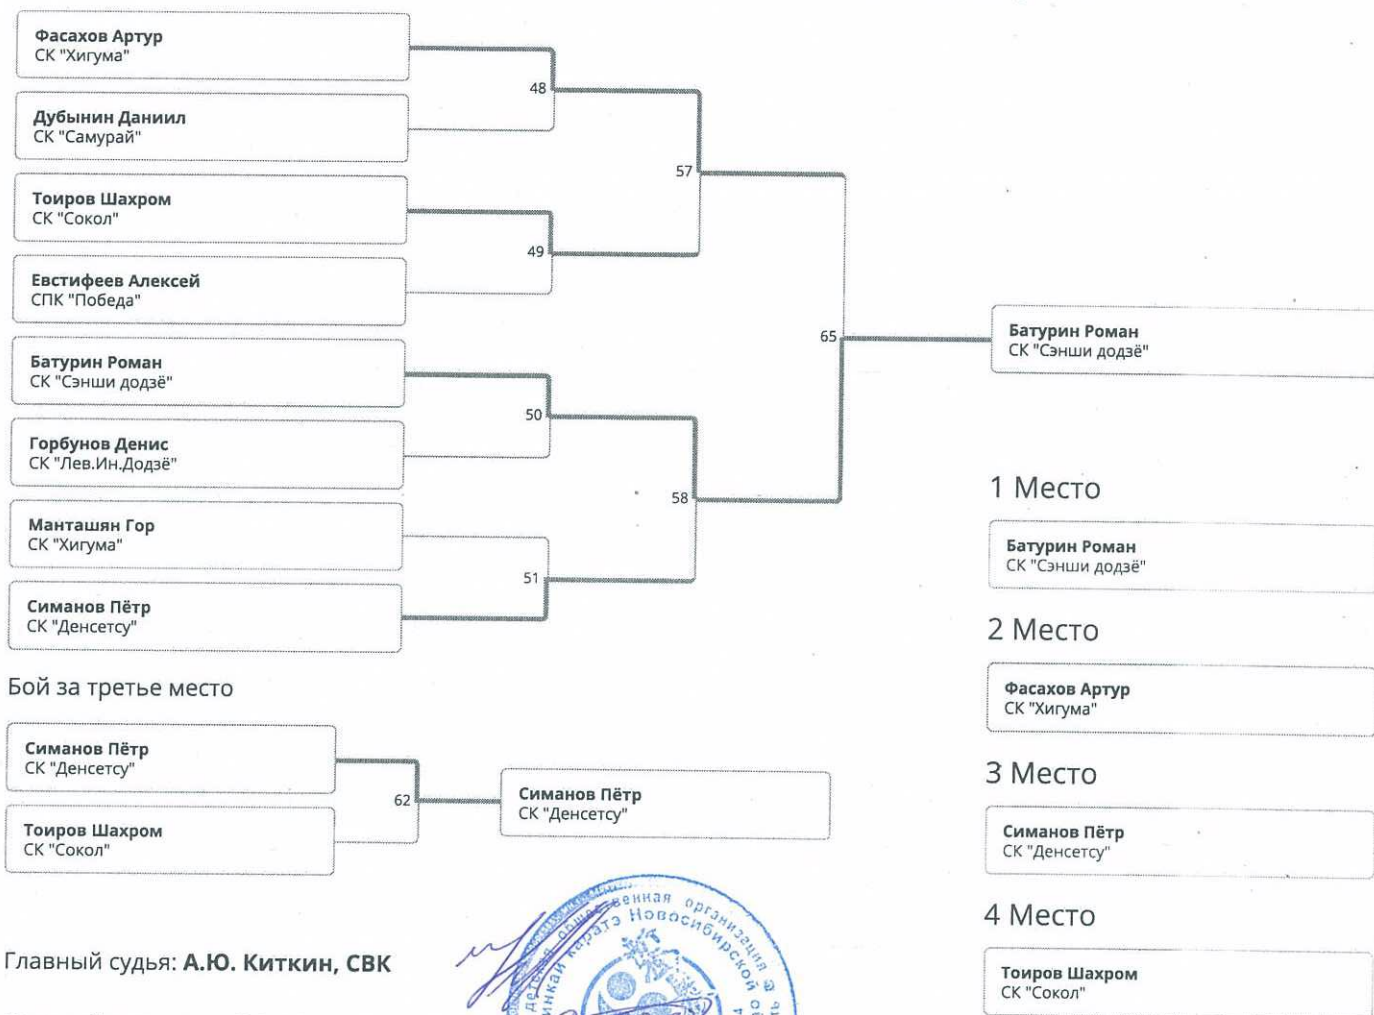 Фасахов Артур
СК "Хигума"
Дубынин Даниил
СК "Самурай"
Тоиров Шахром
СК "Сокол"
Евстифеев Алексей
СПК "Победа"
Батурин Роман
СК "Сэнши додзё"
Горбунов Денис
СК "Лев.Ин.Додзё"
Манташян Гор
СК "Хигума"
Симанов Пётр
СК "Денсетсу"
48
49
50
51
57
58
65
Батурин Роман
СК "Сэнши додзё"
Бой за третье место
Симанов Пётр
СК "Денсетсу"
Тоиров Шахром
СК "Сокол"
62
Симанов Пётр
СК "Денсетсу"
1 Место
Батурин Роман
СК "Сэнши додзё"
2 Место
Фасахов Артур
СК "Хигума"
3 Место
Симанов Пётр
СК "Денсетсу"
4 Место
Тоиров Шахром
СК "Сокол"
Главный судья: А.Ю. Киткин, СВК
организация
каратэ Новосибирской